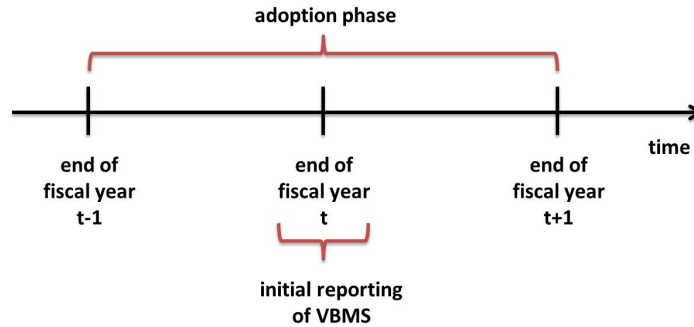 adoption phase
time
end of
fiscal year
t-1
end of
fiscal year
t
end of
fiscal year
t+1
initial reporting
of VBMS